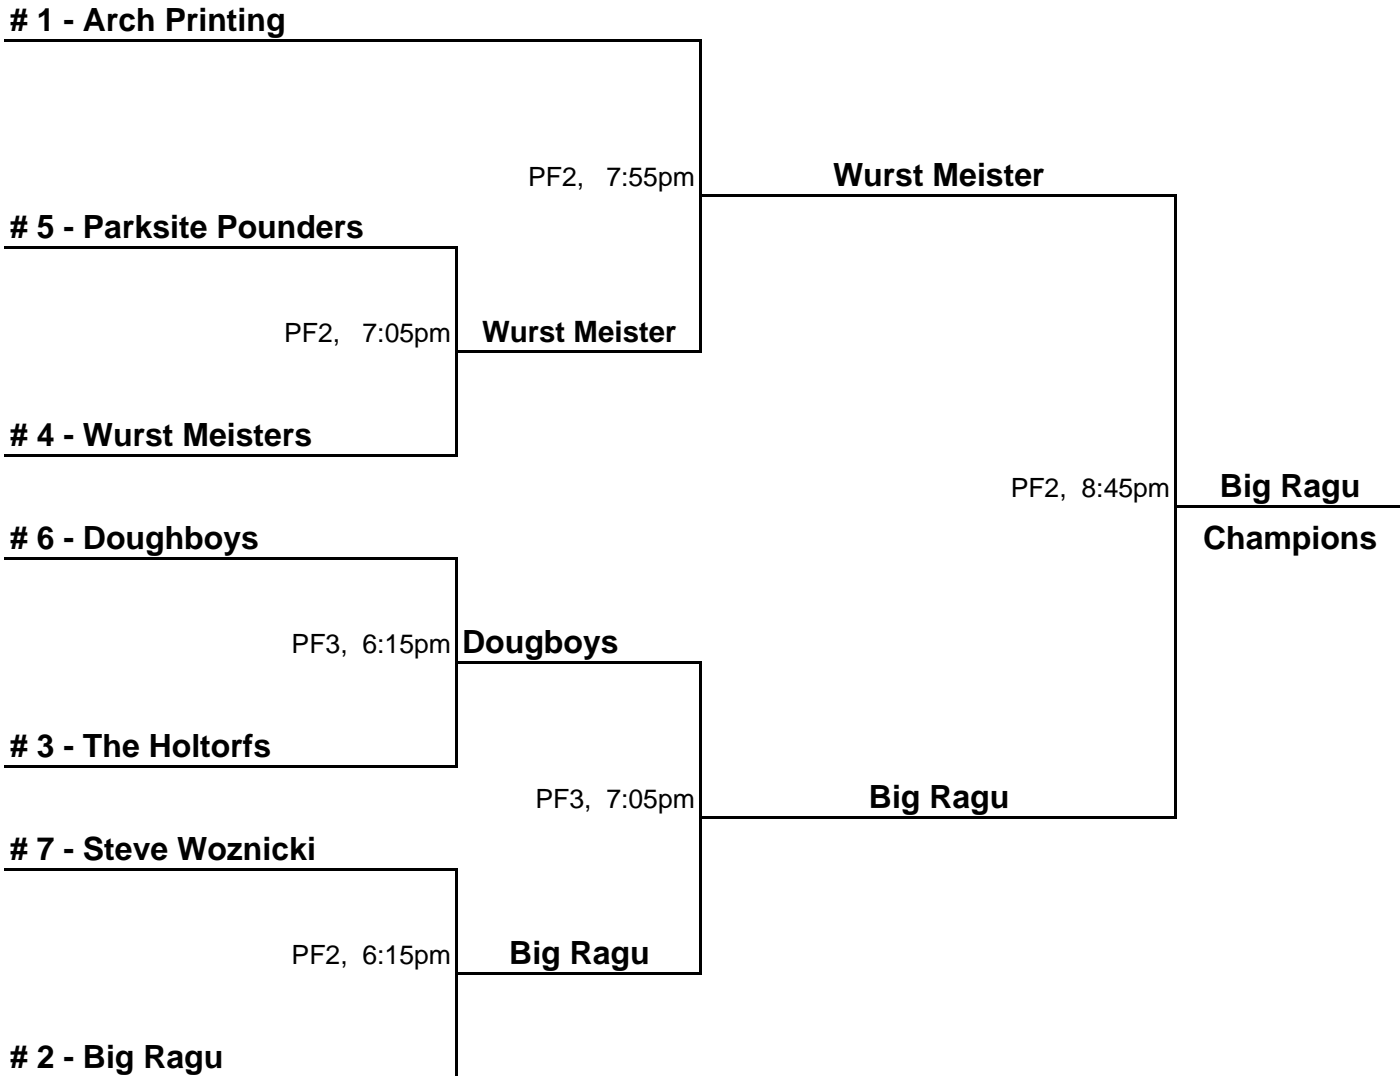 # 1 - Arch Printing
PF2, 7:55pm
Wurst Meister
# 5 - Parksite Pounders
PF2, 7:05pm
Wurst Meister
# 4 - Wurst Meisters
PF2, 8:45pm
Big Ragu
Champions
# 6 - Doughboys
PF3, 6:15pm
Dougboys
# 3 - The Holtorfs
PF3, 7:05pm
Big Ragu
# 7 - Steve Woznicki
PF2, 6:15pm
Big Ragu
# 2 - Big Ragu